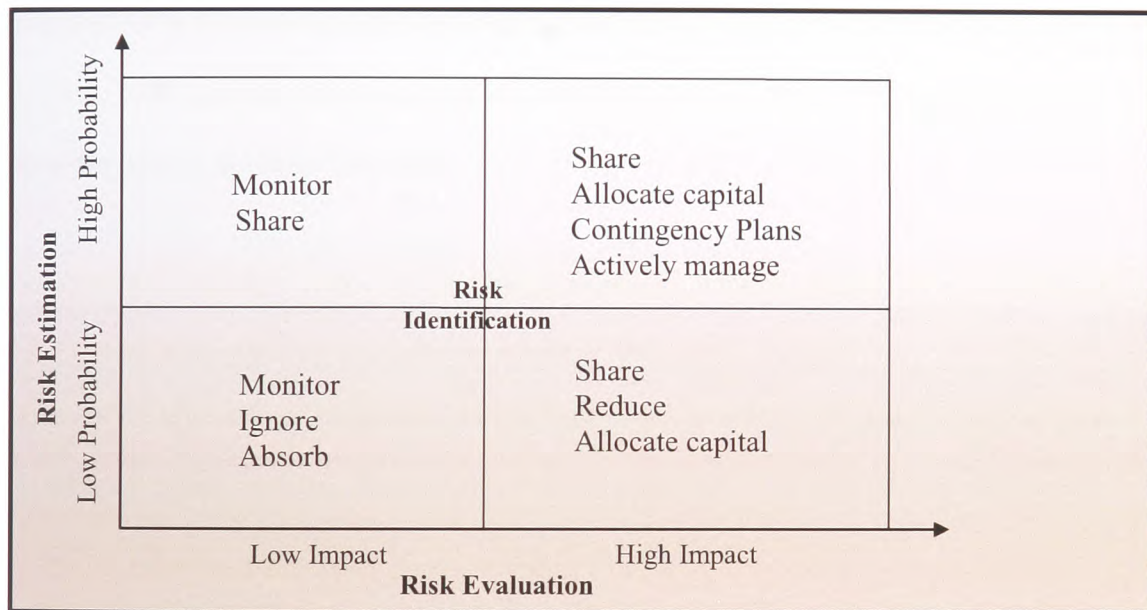 High Probability
Monitor
Share
Share
Allocate capital
Contingency Plans
Actively manage
Risk Estimation
Risk
Identification
Low Probability
Monitor
Ignore
Absorb
Share
Reduce
Allocate capital
Low Impact
High Impact
Risk Evaluation